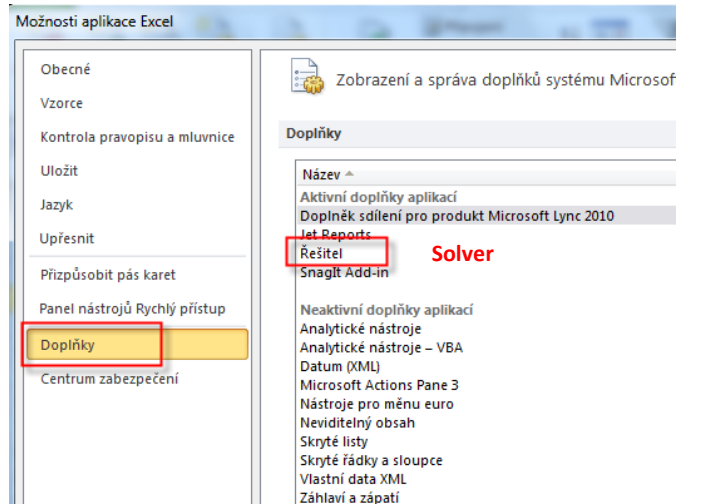 Možnosti aplikace Excel
Obecné
Vzorce
Kontrola pravopisu a mluvnice
Uložit
Jazyk
Upřesnit
Přizpůsobit pás karet
Panel nástrojů Rychlý přístup
Doplňky
Centrum zabezpečení
Zobrazení a správa doplňků systému Microsof
Doplňky
Název
Aktivní doplňky aplikací
Doplněk sdílení pro produkt Microsoft Lync 2010
Jet Reports
Řešitel
Solver
SnagIt Add-in
Neaktivní doplňky aplikací
Analytické nástroje
Analytické nástroje – VBA
Datum (XML)
Microsoft Actions Pane 3
Nástroje pro měnu euro
Neviditelný obsah
Skryté listy
Skryté řádky a sloupce
Vlastní data XML
Záhlaví a zápatí